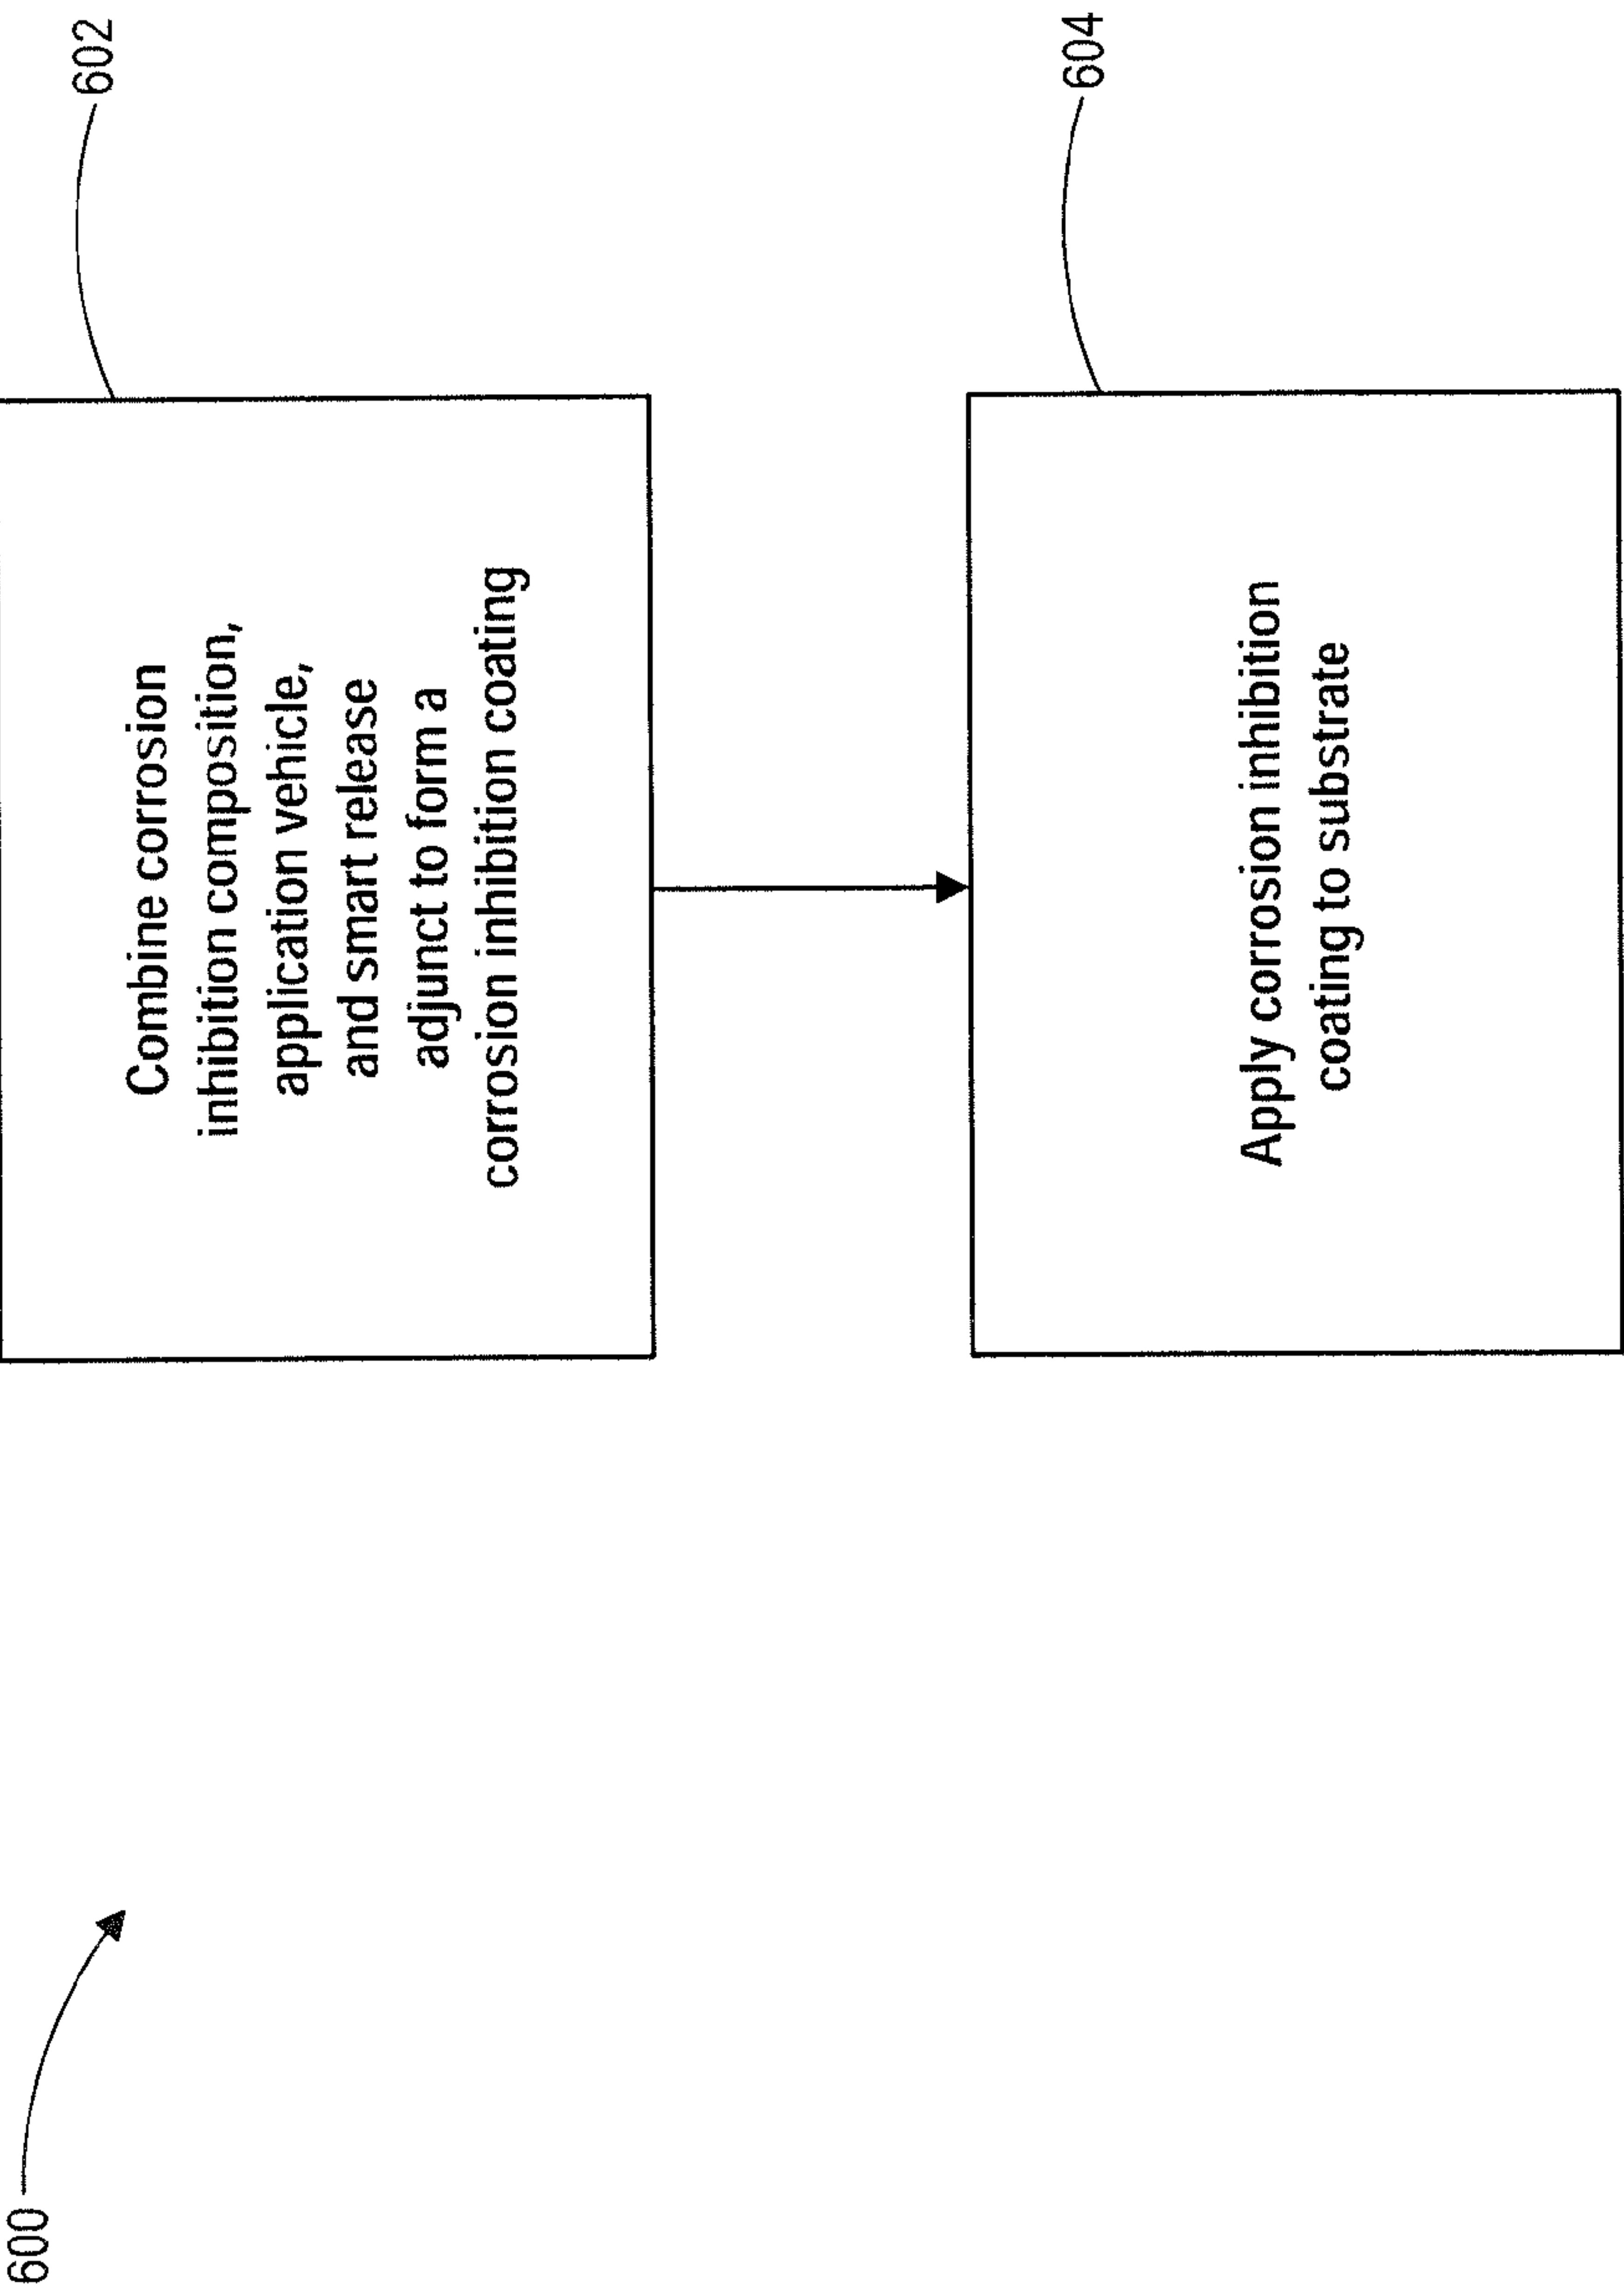 600
602
Combine corrosion
inhibition composition,
application vehicle,
and smart release
adjunct to form a
corrosion inhibition coating
604
Apply corrosion inhibition
coating to substrate